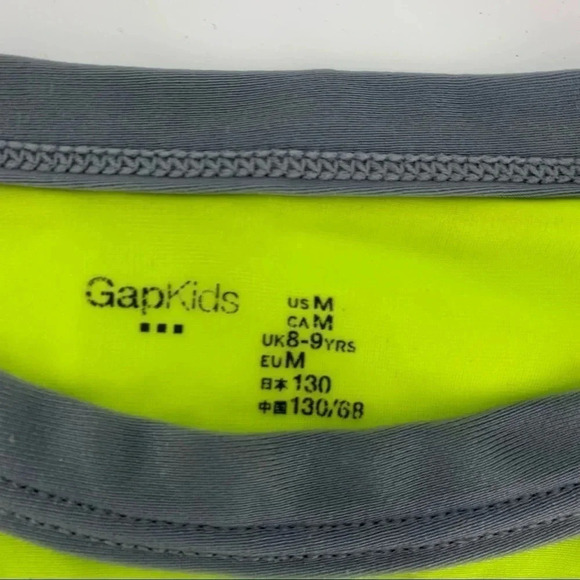 GapKids
US M
CA M
UK 8-9 YRS
EU M
日本 130
中国 130/68